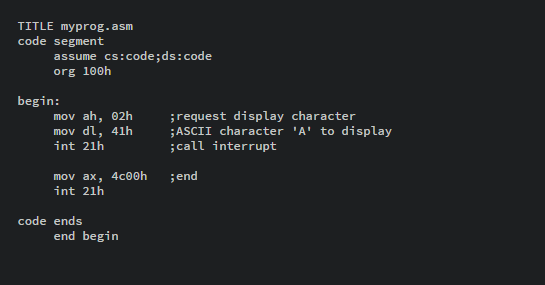 TITLE myprog.asm
code segment
     assume cs:code;ds:code
     org 100h

begin:
     mov ah, 02h     ;request display character
     mov dl, 41h     ;ASCII character 'A' to display
     int 21h         ;call interrupt

     mov ax, 4c00h   ;end
     int 21h

code ends
     end begin